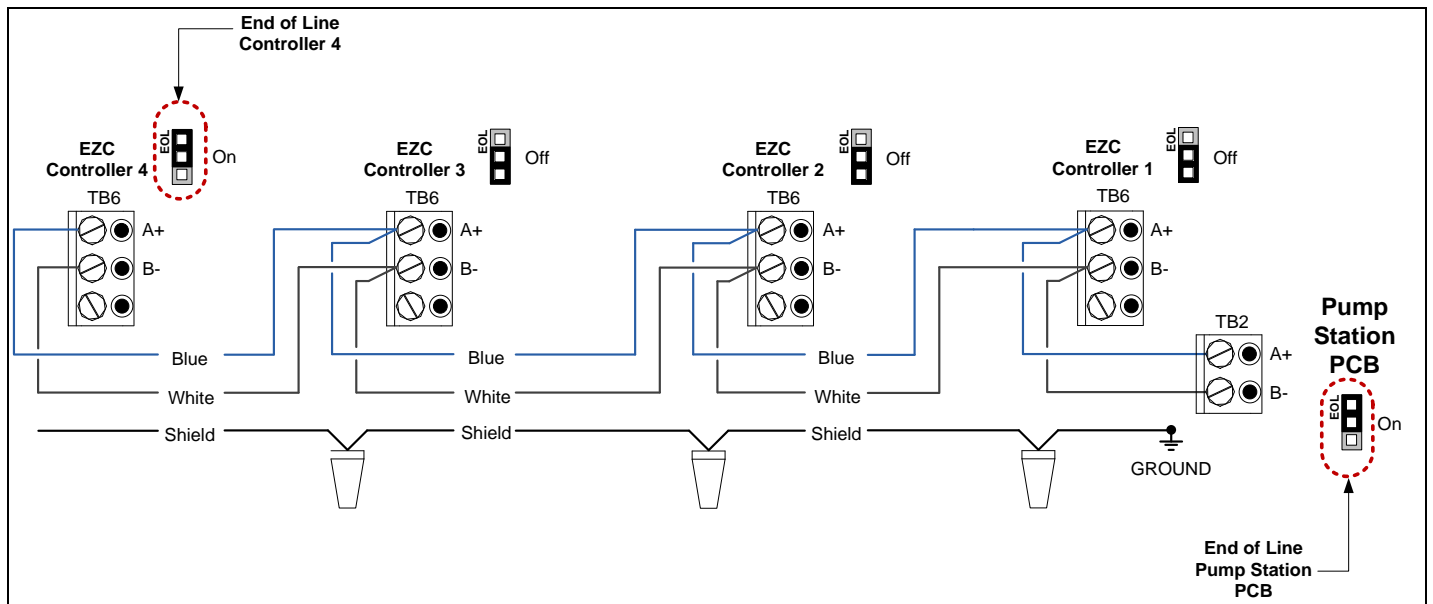 End of Line
Controller 4
EOL
On
EZC
Controller 4
TB6
A+
B-
EOL
Off
EZC
Controller 3
TB6
A+
B-
EOL
Off
EZC
Controller 2
TB6
A+
B-
EOL
Off
EZC
Controller 1
TB6
A+
B-
TB2
A+
B-
Pump
Station
PCB
EOL
On
Blue
Blue
Blue
White
White
White
Shield
Shield
Shield
GROUND
End of Line
Pump Station
PCB